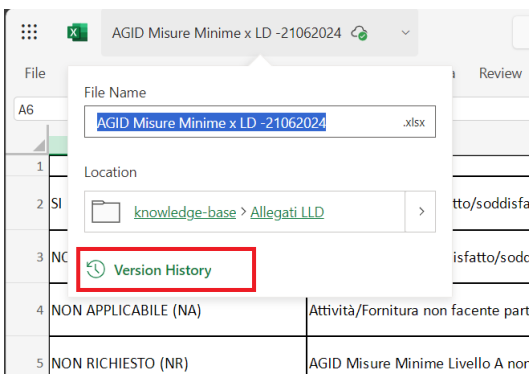 AGID Misure Minime x LD -21062024
File
Review
File Name
A6
AGID Misure Minime x LD -21062024 .xlsx
Location
1
knowledge-base > Allegati LLD
2 SI
tto/soddisfa
Version History
3 NO
isfatto/sodd
4 NON APPLICABILE (NA) Attività/Fornitura non facente part
5 NON RICHIESTO (NR) AGID Misure Minime Livello A non